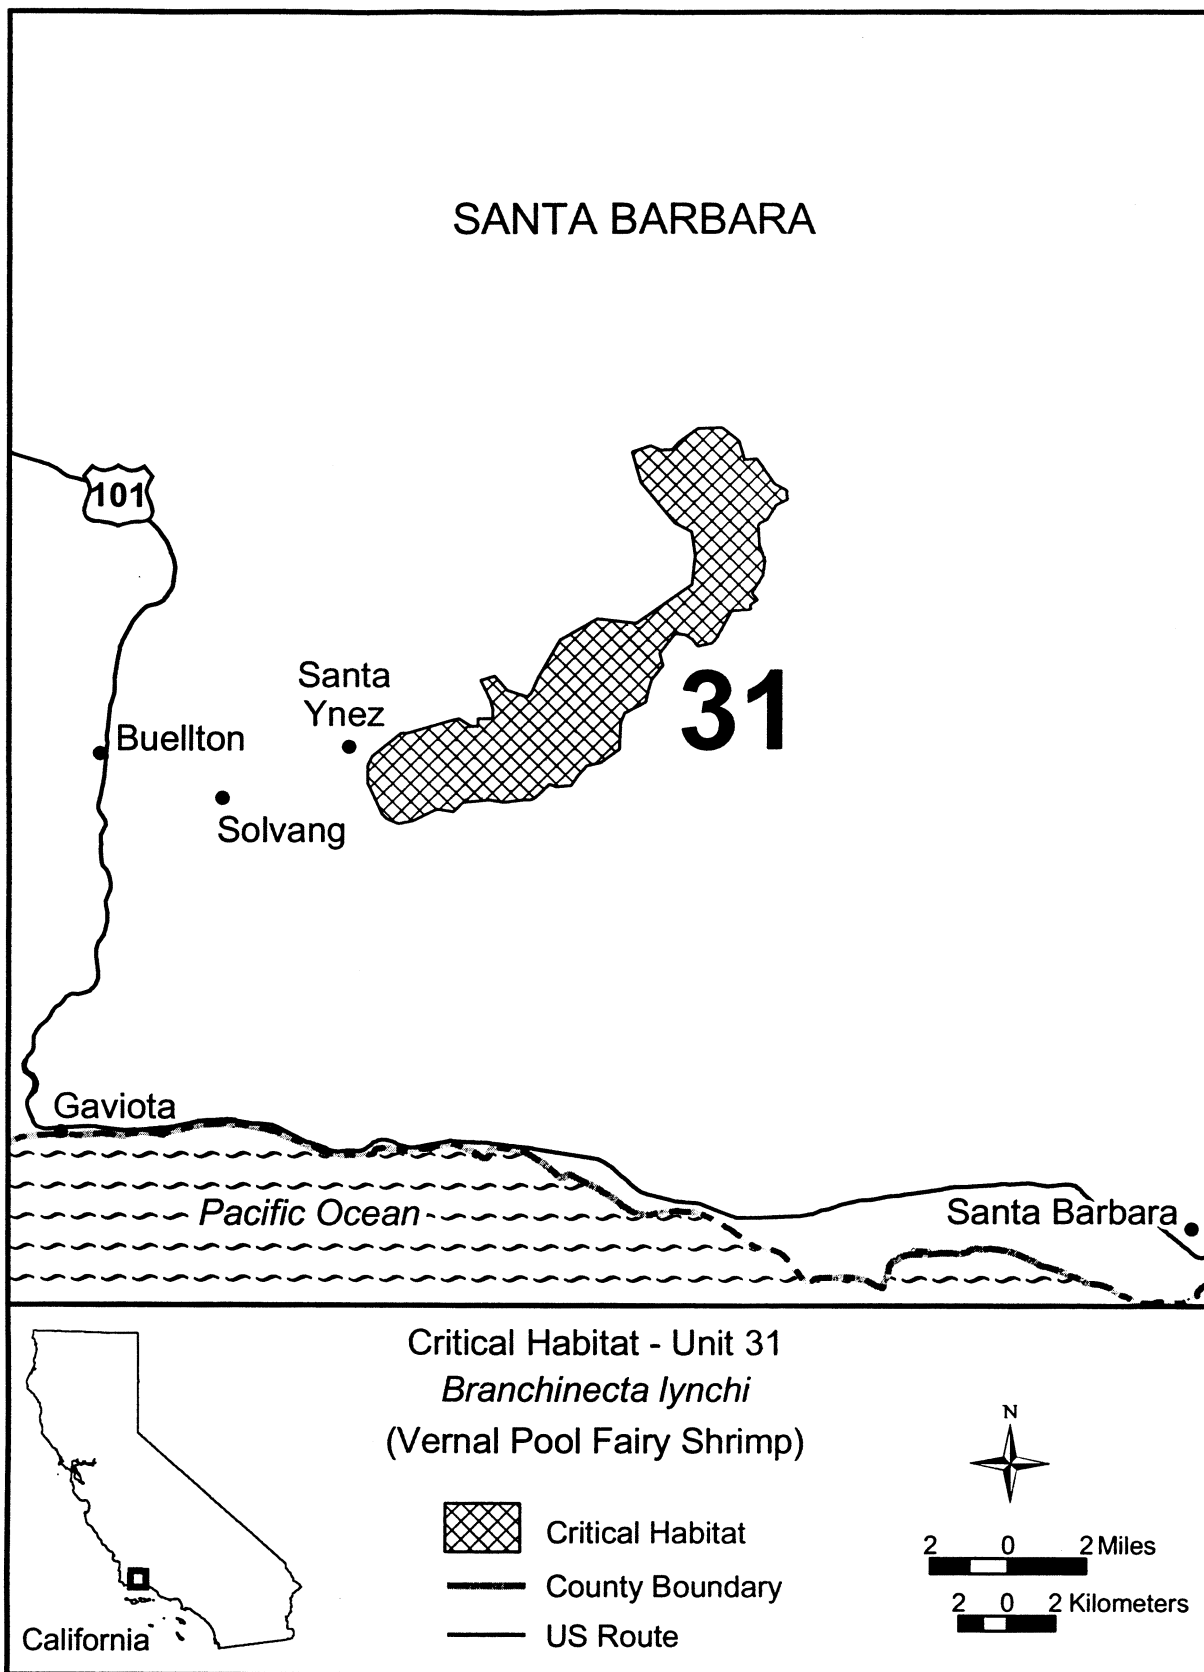 SANTA BARBARA
101
Santa
Ynez
31
Buellton
Solvang
Gaviota
Pacific Ocean
Santa Barbara
Critical Habitat - Unit 31
Branchinecta lynchi
(Vernal Pool Fairy Shrimp)
N
Critical Habitat
County Boundary
US Route
2 0 2 Miles
2 0 2 Kilometers
California